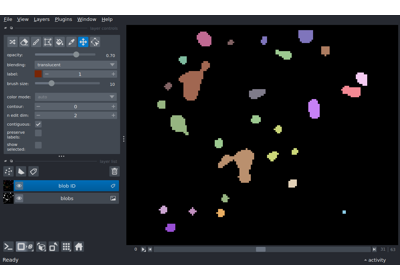 File View Layers Plugins Window Help
opacity: 0.70
blending: translucent
label: 1
brush size: 10
color mode:
contour: 0
n edit dim: 2
contiguous:
preserve labels:
show selected:
blob ID
blobs
Ready activity